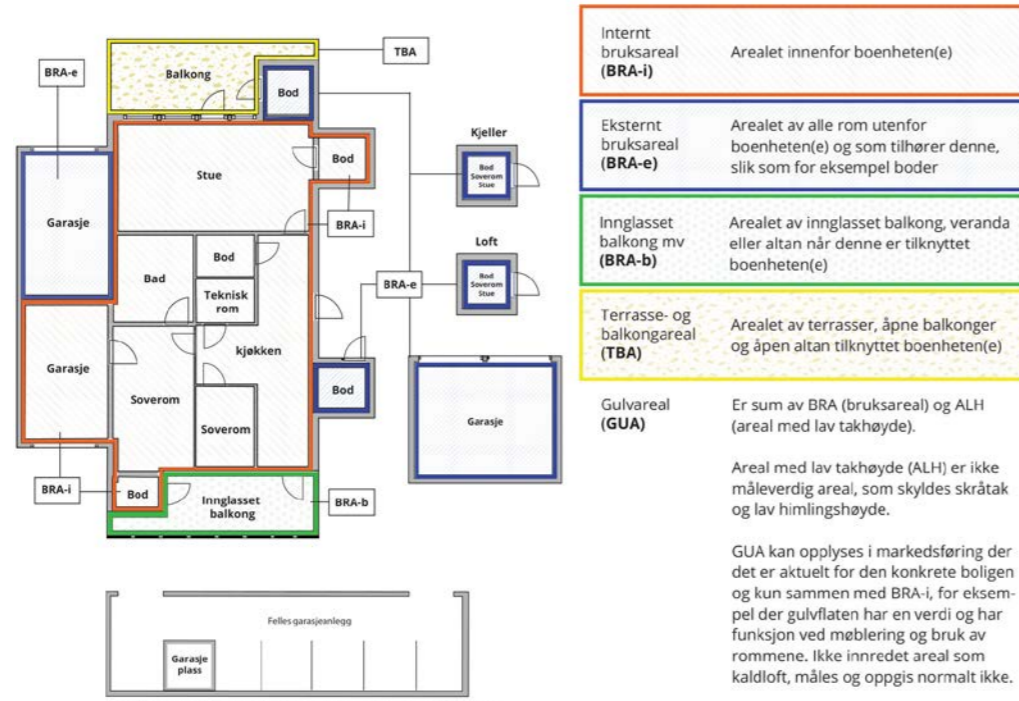 TBA
BRA-e
Balkong
Bod
Kjeller
Bod
Soverom
Stue
Stue
Bod
BRA-i
Garasje
Loft
Bod
Soverom
Stue
Bad
Bod
Teknisk
rom
BRA-e
kjøkken
Garasje
Soverom
Soverom
Bod
Garasje
BRA-i
Bod
Innglasset
balkong
BRA-b
Felles garasjeanlegg
Garasje
plass
Internt
bruksareal
(BRA-i)
Arealet innenfor boenheten(e)
Eksternt
bruksareal
(BRA-e)
Arealet av alle rom utenfor
boenheten(e) og som tilhører denne,
slik som for eksempel boder
Innglasset
balkong mv
(BRA-b)
Arealet av innglasset balkong, veranda
eller altan når denne er tilknyttet
boenheten(e)
Terrasse- og
balkongareal
(TBA)
Arealet av terrasser, åpne balkonger
og åpen altan tilknyttet boenheten(e)
Gulvareal
(GUA)
Er sum av BRA (bruksareal) og ALH
(areal med lav takhøyde).
Areal med lav takhøyde (ALH) er ikke
måleverdig areal, som skyldes skråtak
og lav himlingshøyde.
GUA kan opplyses i markedsføring der
det er aktuelt for den konkrete boligen
og kun sammen med BRA-i, for eksem-
pel der gulvflaten har en verdi og har
funksjon ved møblering og bruk av
rommene. Ikke innredet areal som
kaldloft, måles og oppgis normalt ikke.